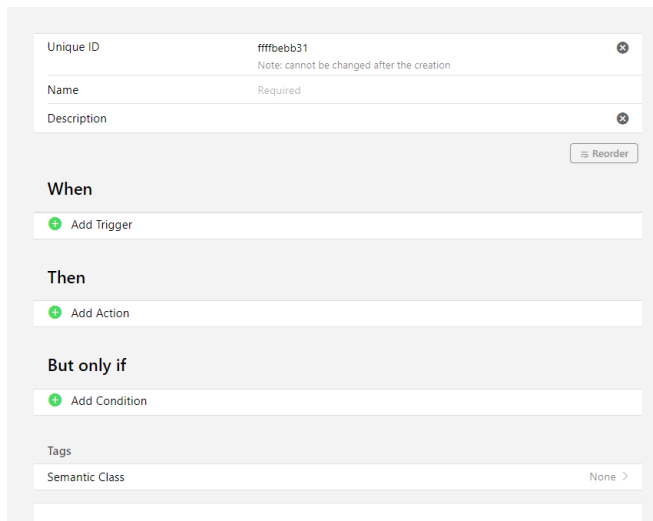 Unique ID
ffffbebb31
Note: cannot be changed after the creation
Name
Required
Description
Reorder
When
Add Trigger
Then
Add Action
But only if
Add Condition
Tags
Semantic Class
None